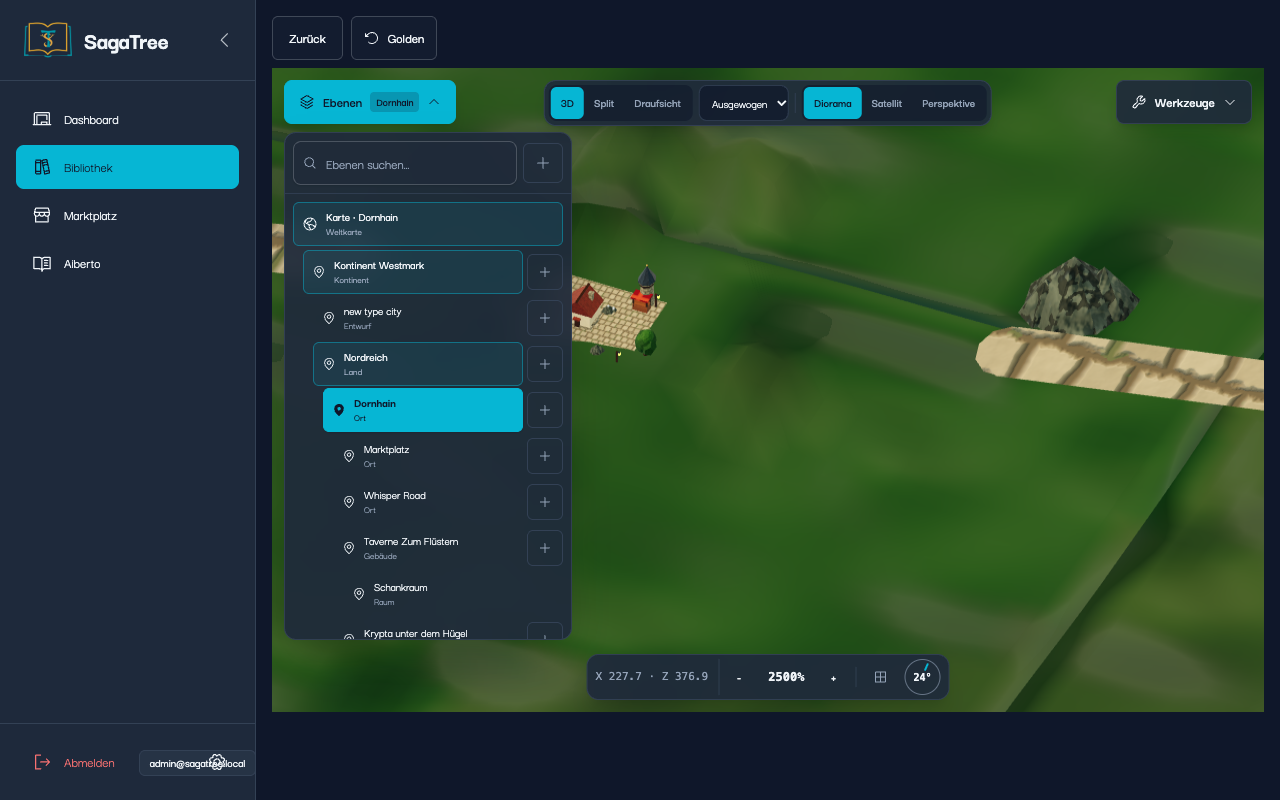 SagaTree
Zurück
Golden
Ebenen Dornhain
3D Split Draufsicht Ausgewogen Diorama Satellit Perspektive
Werkzeuge
Dashboard
Bibliothek
Marktplatz
Alberto
Ebenen suchen...
Karte · Dornhain
Weltkarte
Kontinent Westmark
Kontinent
new type city
Entwurf
Nordreich
Land
Dornhain
Ort
Marktplatz
Ort
Whisper Road
Ort
Taverne Zum Flüstern
Gebäude
Schankraum
Raum
Krypta unter dem Hügel
X 227.7 · Z 376.9 - 2500% + 24°
Abmelden